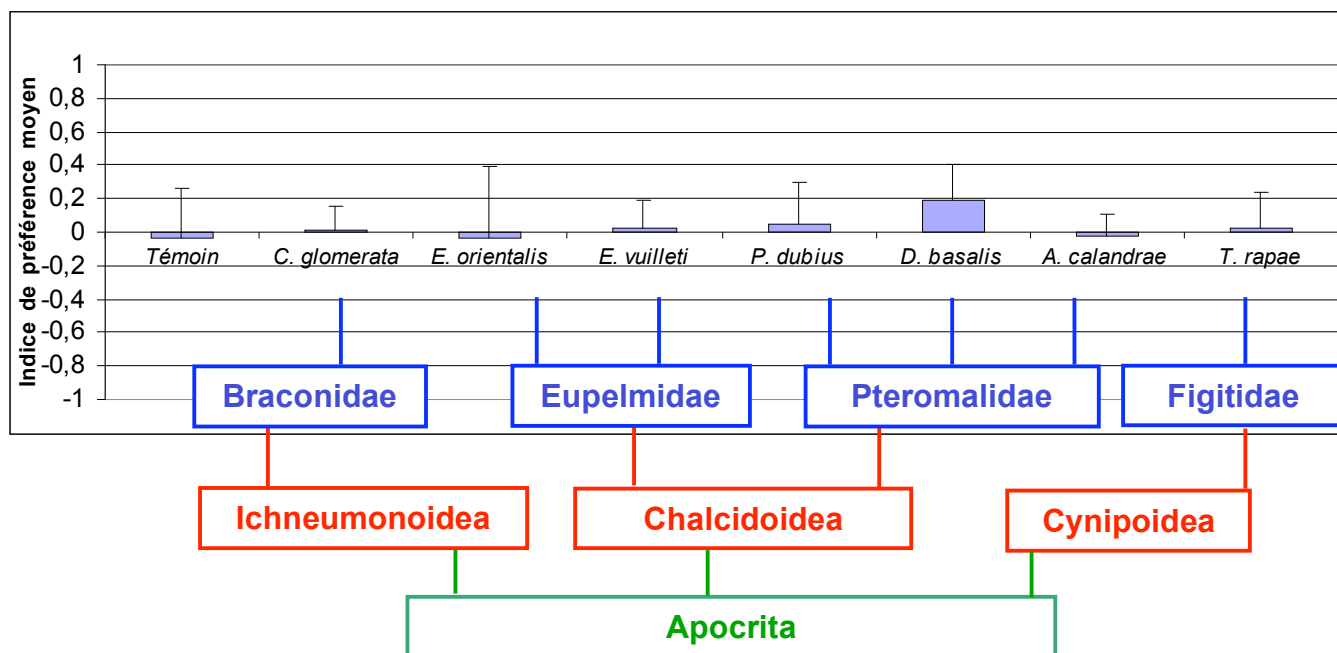 Indice de préférence moyen
1
0,8
0,6
0,4
0,2
0
-0,2
-0,4
-0,6
-0,8
-1
Témoin C. glomerata E. orientalis E. vuilleti P. dubius D. basalis A. calandrae T. rapae
Braconidae Eupelmidae Pteromalidae Figitidae
Ichneumonoidea Chalcidoidea Cynipoidea
Apocrita